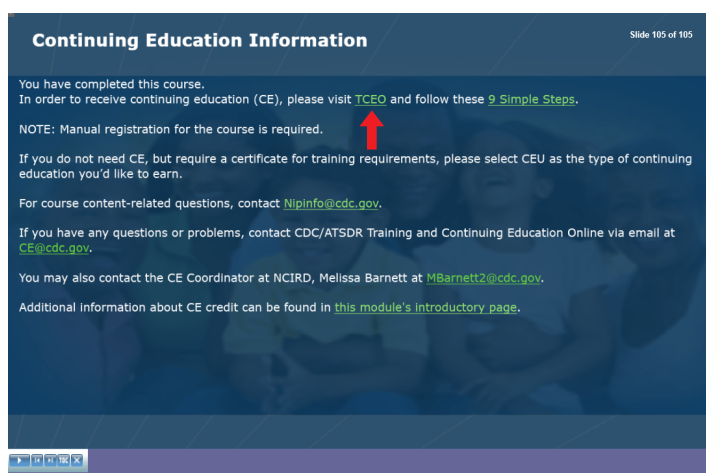 Continuing Education Information
Slide 105 of 105
You have completed this course.
In order to receive continuing education (CE), please visit TCEO and follow these 9 Simple Steps.
NOTE: Manual registration for the course is required.
If you do not need CE, but require a certificate for training requirements, please select CEU as the type of continuing
education you'd like to earn.
For course content-related questions, contact Nipinfo@cdc.gov.
If you have any questions or problems, contact CDC/ATSDR Training and Continuing Education Online via email at
CE@cdc.gov.
You may also contact the CE Coordinator at NCIRD, Melissa Barnett at MBarnett2@cdc.gov.
Additional information about CE credit can be found in this module's introductory page.
TOC